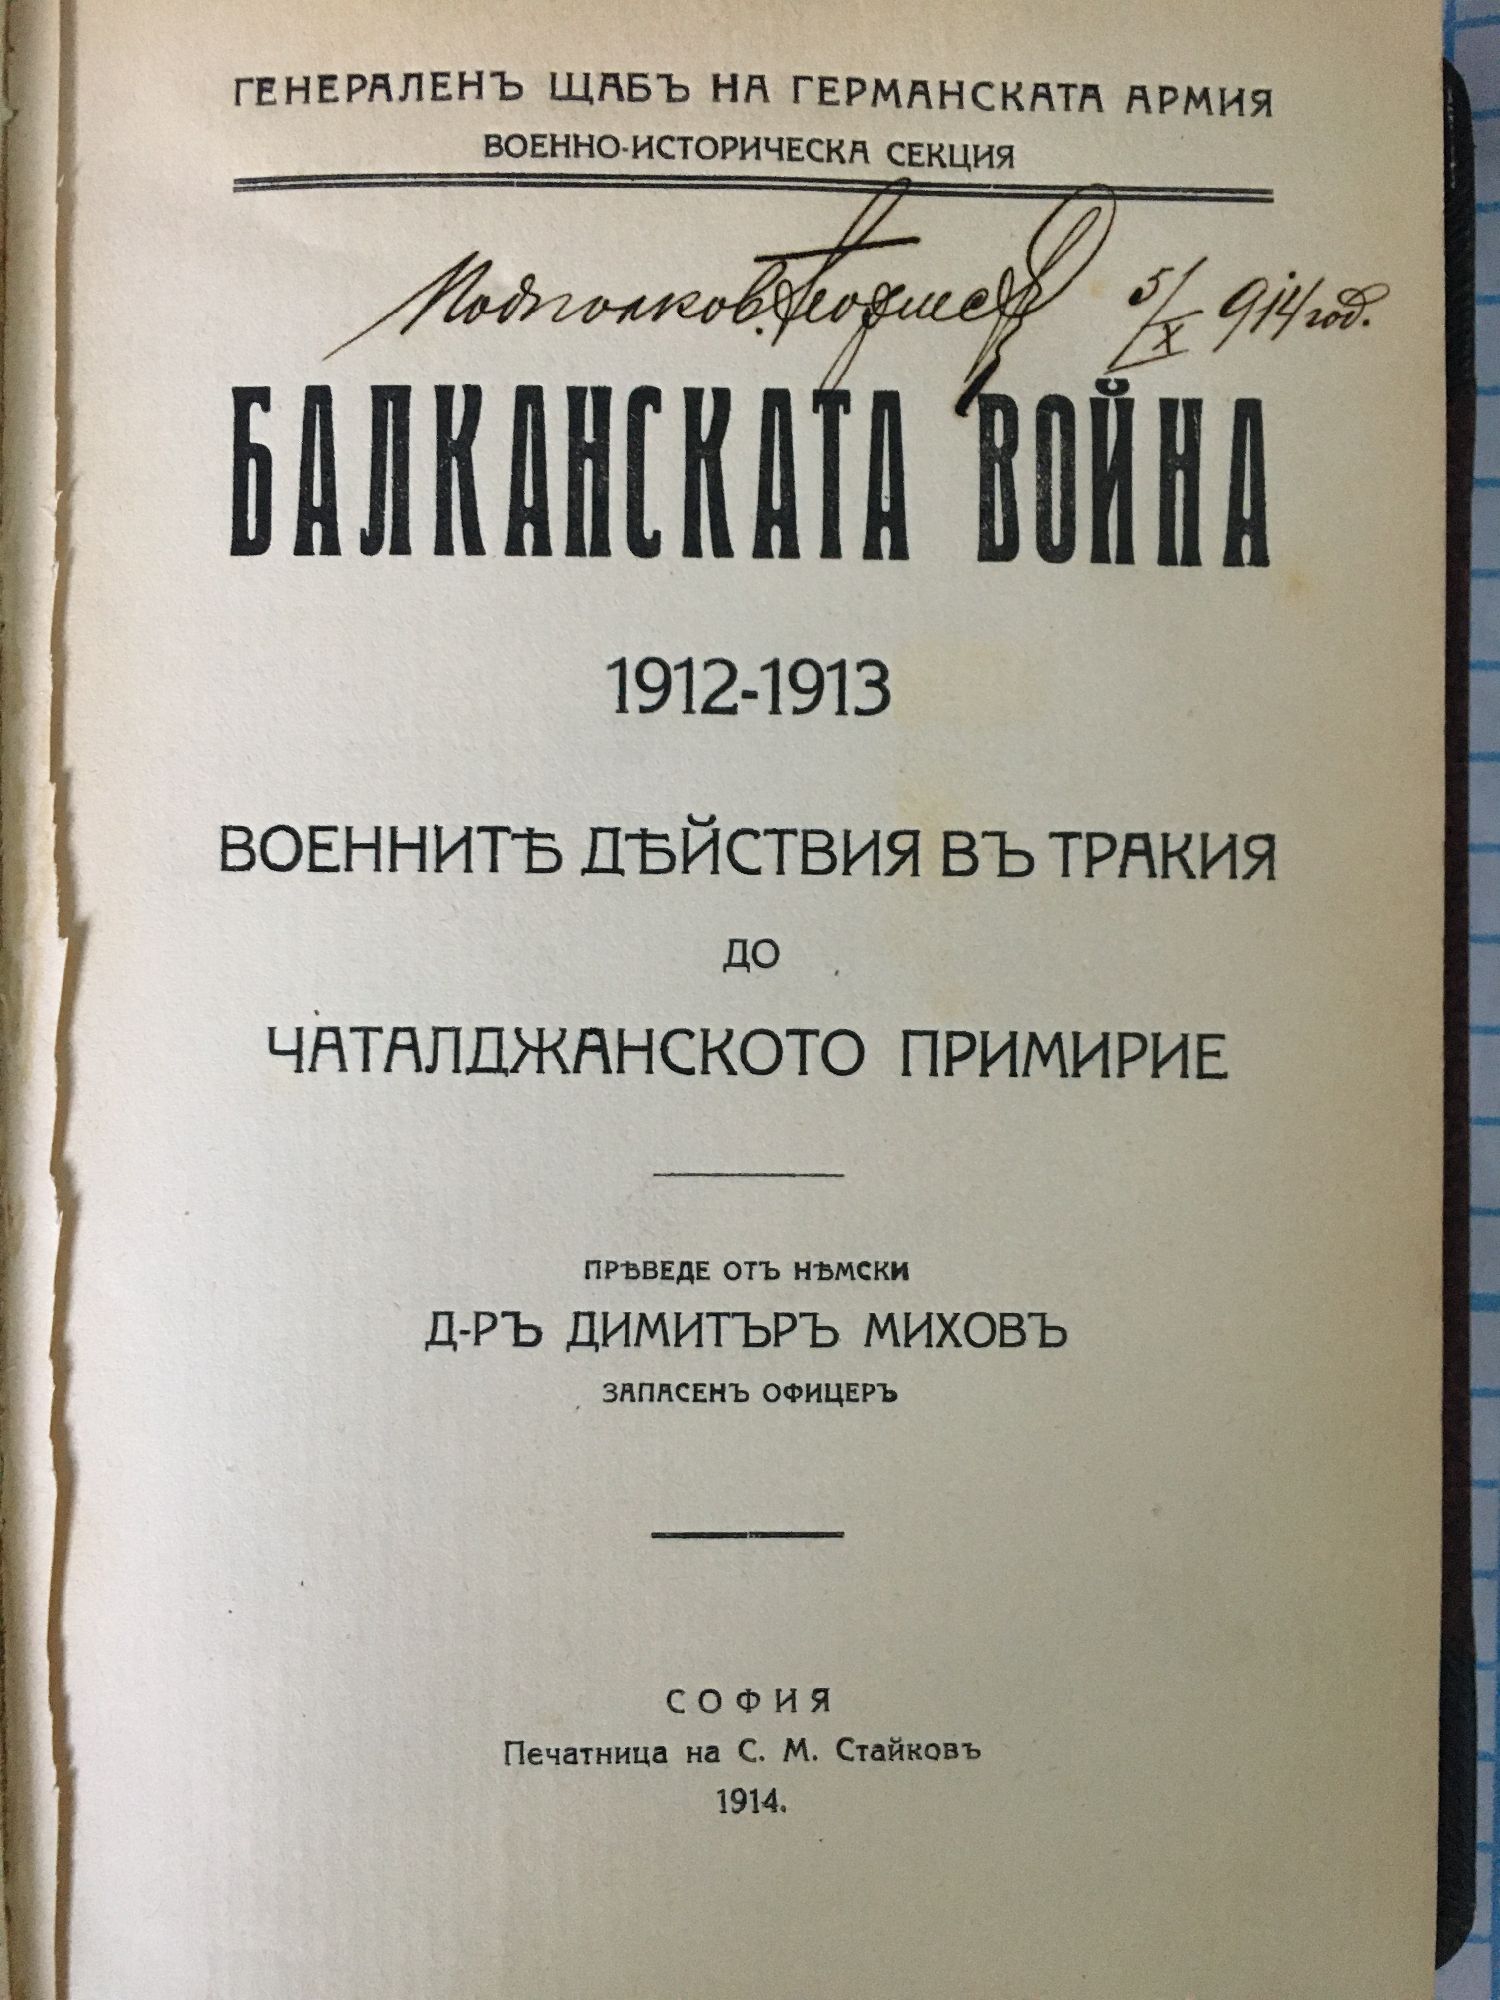 ГЕНЕРАЛЕНЪ ЩАБЪ НА ГЕРМАНСКАТА АРМИЯ
ВОЕННО-ИСТОРИЧЕСКА СЕКЦИЯ
Подполков. 5/X 914 год.
БАЛКАНСКАТА ВОЙНА
1912-1913
ВОЕННИТѢ ДѢЙСТВИЯ ВЪ ТРАКИЯ
ДО
ЧАТАЛДЖАНСКОТО ПРИМИРИЕ
ПРѢВЕДЕ ОТЪ НѢМСКИ
Д-РЪ ДИМИТЪРЪ МИХОВЪ
ЗАПАСЕНЪ ОФИЦЕРЪ
СОФИЯ
Печатница на С. М. Стайковъ
1914.